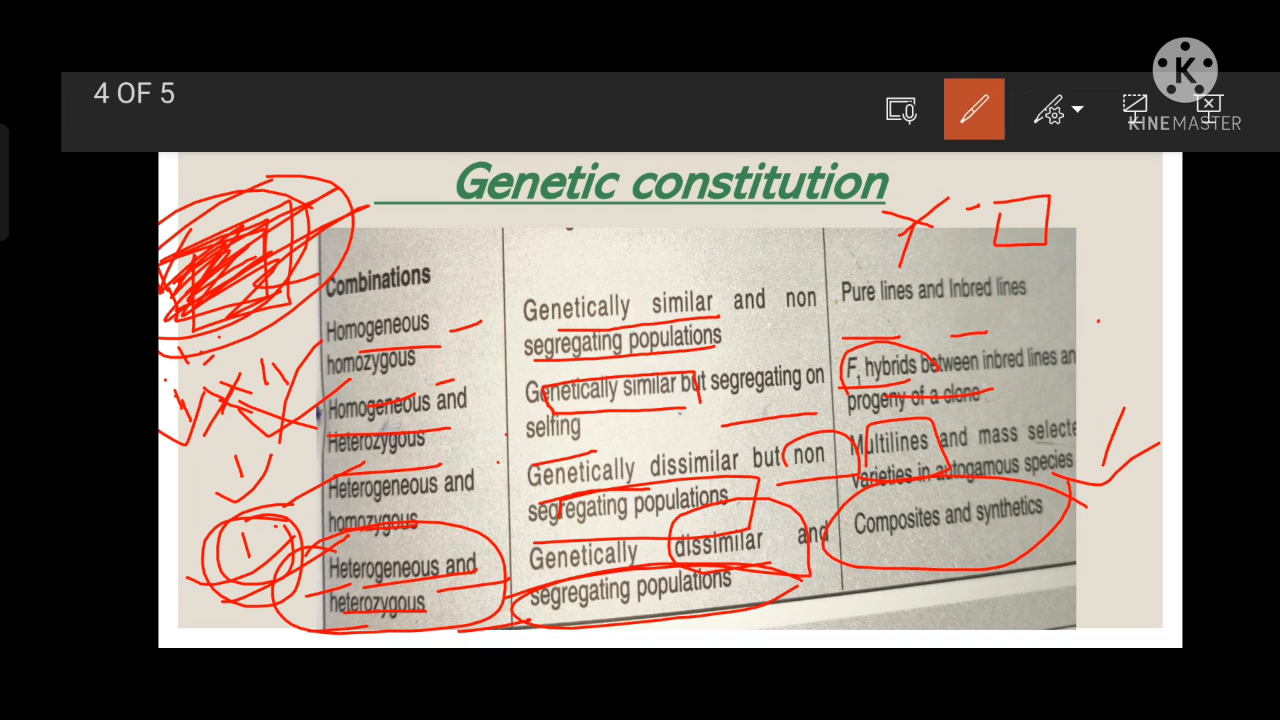 4 OF 5
KINEMASTER
Genetic constitution
Combinations
Homogeneous
homozygous
Genetically similar and non
segregating populations
Pure lines and Inbred lines
Homogeneous and
Heterozygous
Genetically similar but segregating on
selfing
F1 hybrids between inbred lines an
progeny of a clone
Heterogeneous and
homozygous
Genetically dissimilar but non
segregating populations
Multilines and mass selecte
varieties in autogamous species
Heterogeneous and
heterozygous
Genetically dissimilar and
segregating populations
Composites and synthetics